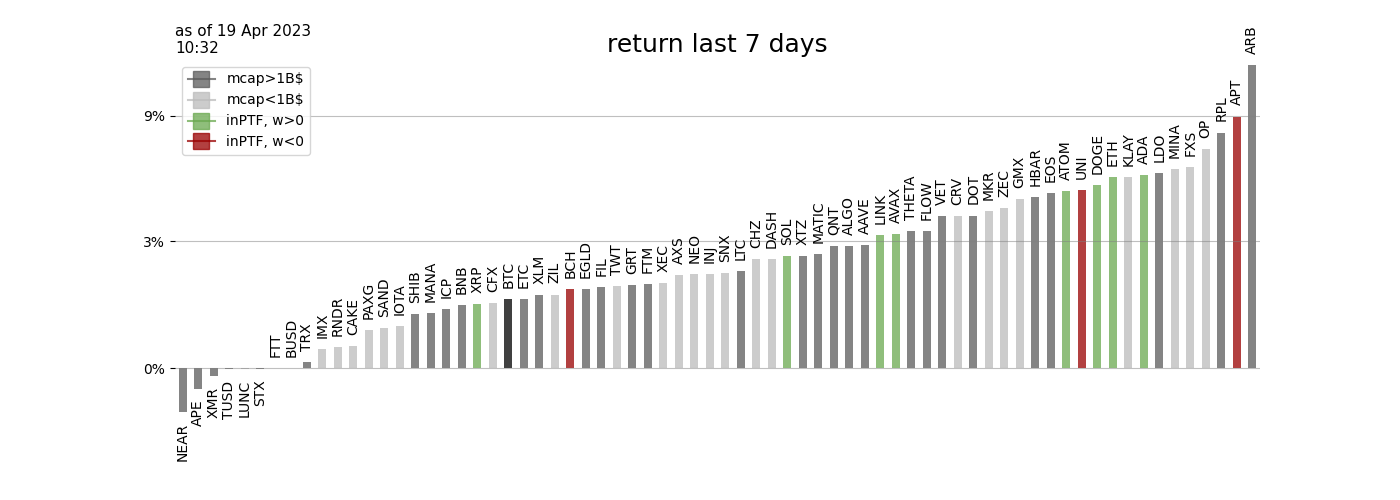 as of 19 Apr 2023
10:32
return last 7 days
mcap>1B$
mcap<1B$
inPTF, w>0
inPTF, w<0
9%
3%
0%
NEAR
APE
XMR
TUSD
LUNC
STX
FTT
BUSD
TRX
IMX
RNDR
CAKE
PAXG
SAND
IOTA
SHIB
MANA
ICP
BNB
XRP
CFX
BTC
ETC
XLM
ZIL
BCH
EGLD
FIL
TWT
GRT
FTM
XEC
AXS
NEO
INJ
SNX
LTC
CHZ
DASH
SOL
XTZ
MATIC
QNT
ALGO
AAVE
LINK
AVAX
THETA
FLOW
VET
CRV
DOT
MKR
ZEC
GMX
HBAR
EOS
ATOM
UNI
DOGE
ETH
KLAY
ADA
LDO
MINA
FXS
OP
RPL
APT
ARB